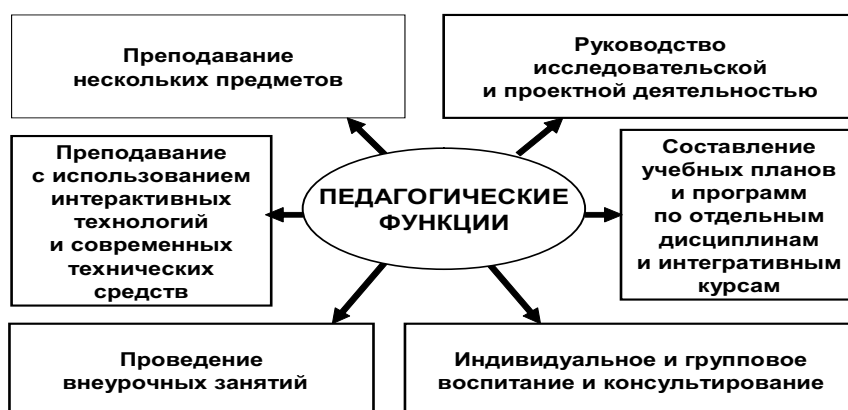 Преподавание
нескольких предметов
Руководство
исследовательской
и проектной деятельностью
Преподавание
с использованием
интерактивных
технологий
и современных
технических
средств
ПЕДАГОГИЧЕСКИЕ
ФУНКЦИИ
Составление
учебных планов
и программ
по отдельным
дисциплинам
и интегративным
курсам
Проведение
внеурочных занятий
Индивидуальное и групповое
воспитание и консультирование